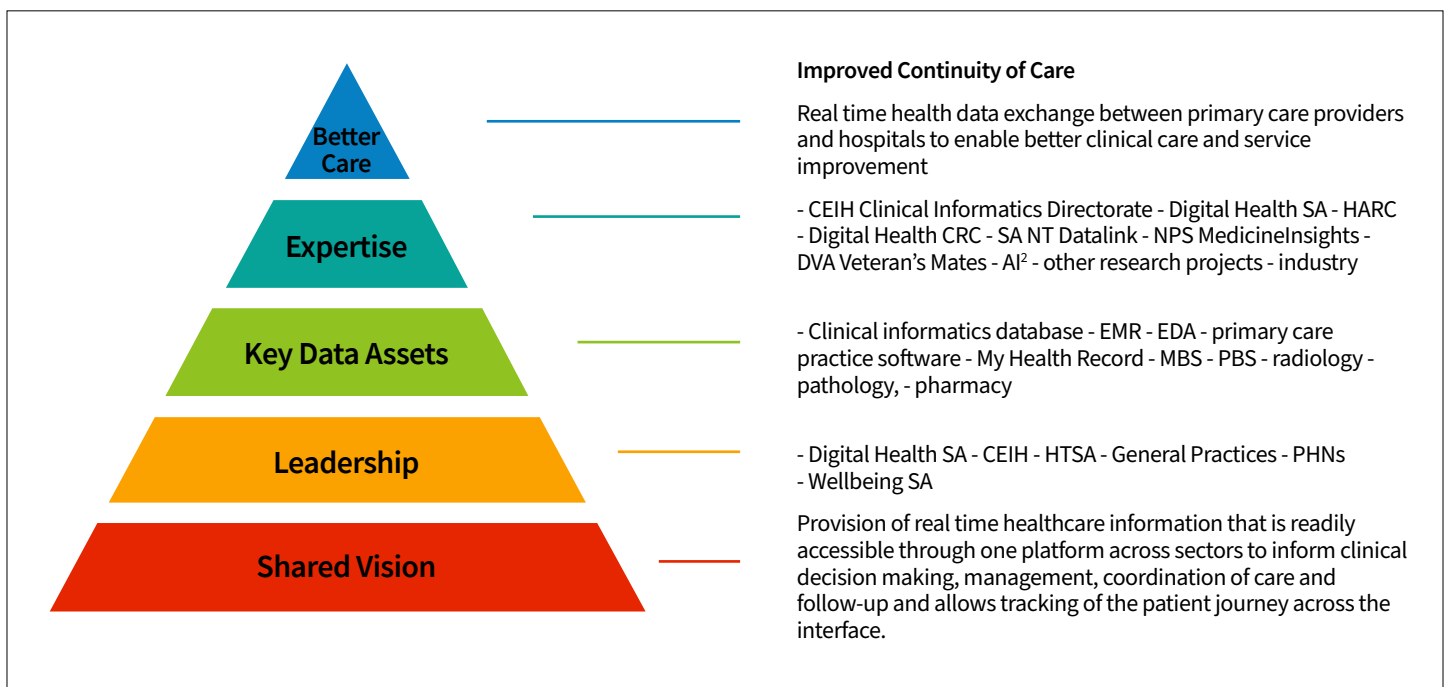 Improved Continuity of Care
Better
Care
Real time health data exchange between primary care providers
and hospitals to enable better clinical care and service
improvement
Expertise
- CEIH Clinical Informatics Directorate - Digital Health SA - HARC
- Digital Health CRC - SA NT Datalink - NPS MedicineInsights -
DVA Veteran’s Mates - AI² - other research projects - industry
Key Data Assets
- Clinical informatics database - EMR - EDA - primary care
practice software - My Health Record - MBS - PBS - radiology -
pathology, - pharmacy
Leadership
- Digital Health SA - CEIH - HTSA - General Practices - PHNs
- Wellbeing SA
Shared Vision
Provision of real time healthcare information that is readily
accessible through one platform across sectors to inform clinical
decision making, management, coordination of care and
follow-up and allows tracking of the patient journey across the
interface.